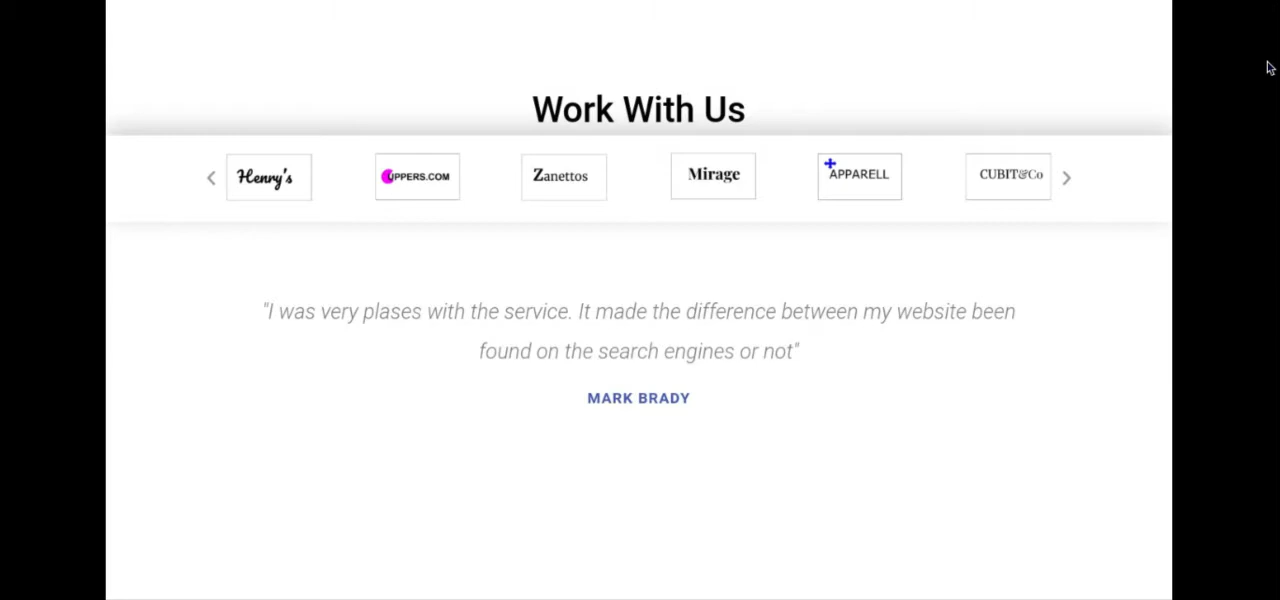 Work With Us
Henry's
UPPERS.COM
Zanettos
Mirage
APPARELL
CUBIT&Co
"I was very plases with the service. It made the difference between my website been
found on the search engines or not"
MARK BRADY